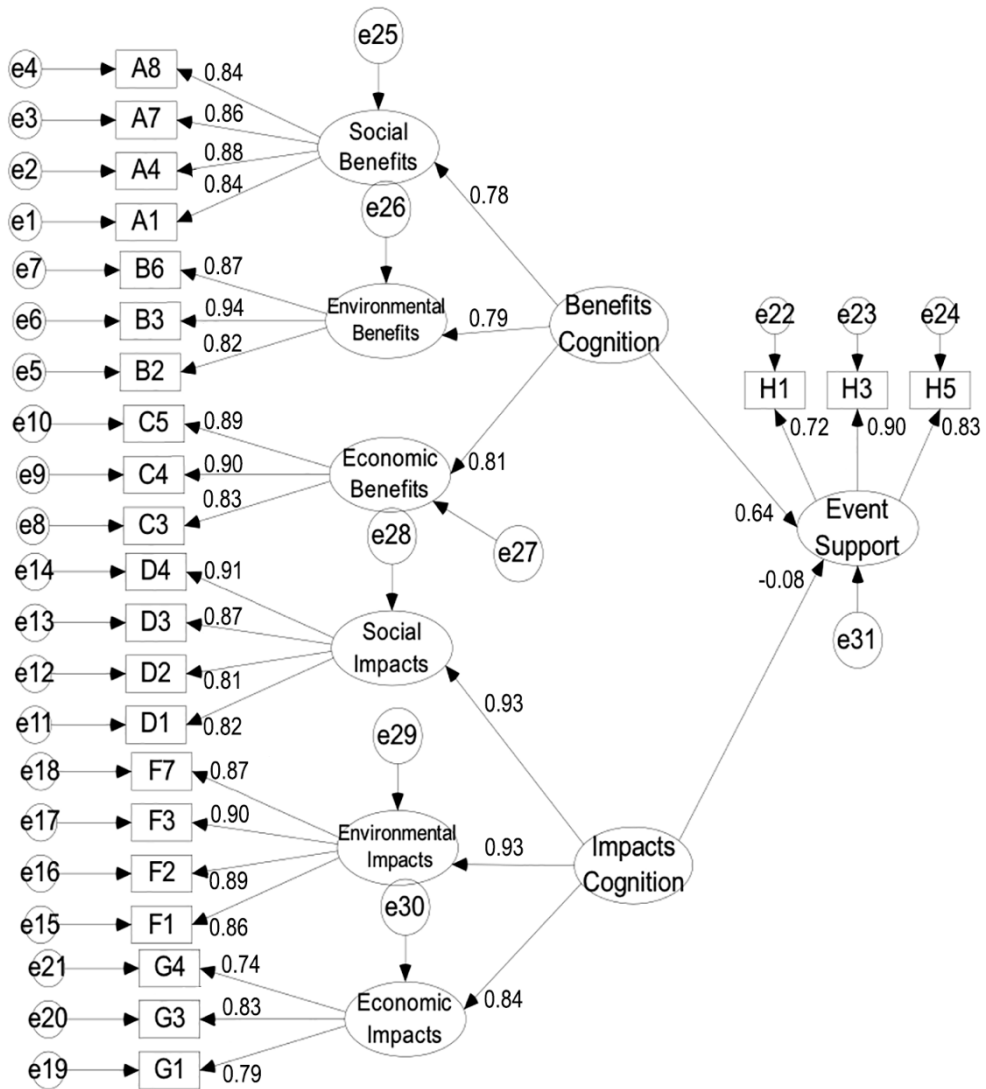 e25
e4 A8 0.84
e3 A7 0.86
Social
Benefits
e2 A4 0.88
e1 A1 0.84
e26
0.78
e7 B6 0.87
e6 B3 0.94
Environmental
Benefits
0.79
Benefits
Cognition
e5 B2 0.82
e22 e23 e24
H1 H3 H5
0.72 0.90 0.83
e10 C5 0.89
e9 C4 0.90
Economic
Benefits
0.81
e8 C3 0.83
e28
e27
0.64
Event
Support
-0.08
e31
e14 D4 0.91
e13 D3 0.87
Social
Impacts
e12 D2 0.81
e11 D1 0.82
0.93
e29
e18 F7 0.87
e17 F3 0.90
Environmental
Impacts
0.93
Impacts
Cognition
e16 F2 0.89
e15 F1 0.86
e30
e21 G4 0.74
e20 G3 0.83
Economic
Impacts
0.84
e19 G1 0.79